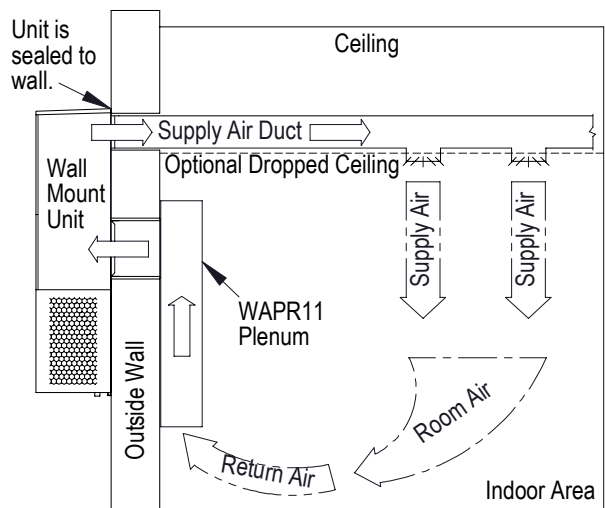 Unit is
sealed to
wall.
Ceiling
Supply Air Duct
Optional Dropped Ceiling
Wall
Mount
Unit
Supply Air
Supply Air
WAPR11
Plenum
Outside Wall
Room Air
Return Air
Indoor Area